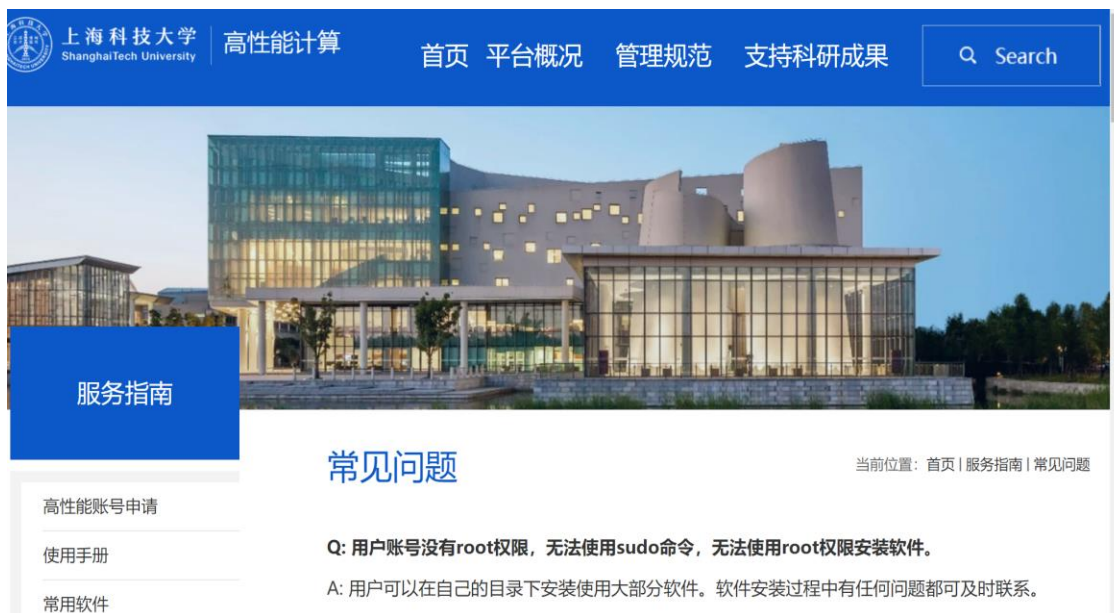 上海科技大学
ShanghaiTech University
高性能计算
首页 平台概况 管理规范 支持科研成果
Search
服务指南
常见问题
当前位置：首页 | 服务指南 | 常见问题
高性能账号申请
使用手册
常用软件
Q: 用户账号没有root权限，无法使用sudo命令，无法使用root权限安装软件。
A: 用户可以在自己的目录下安装使用大部分软件。软件安装过程中有任何问题都可及时联系。